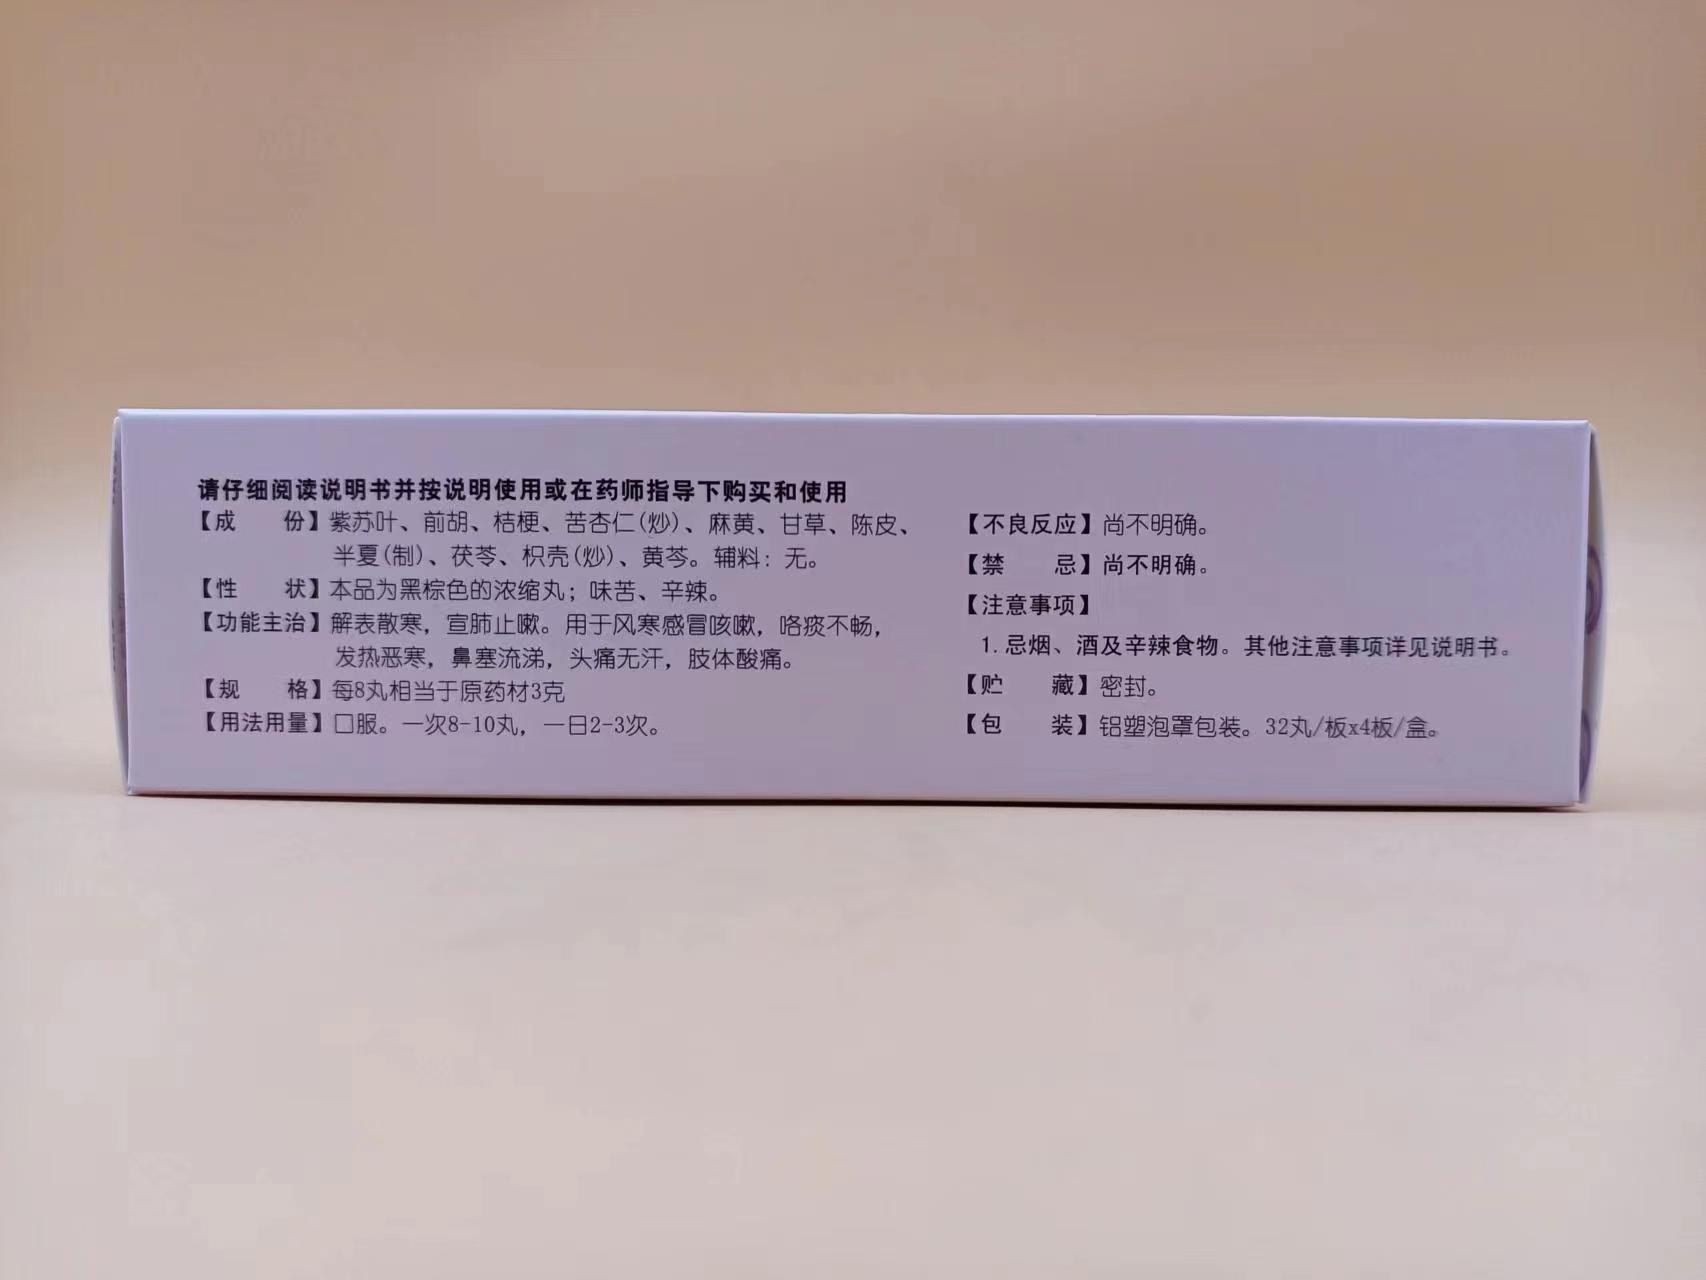 请仔细阅读说明书并按说明使用或在药师指导下购买和使用
【成　　份】紫苏叶、前胡、桔梗、苦杏仁(炒)、麻黄、甘草、陈皮、
半夏(制)、茯苓、枳壳(炒)、黄芩。辅料：无。
【性　　状】本品为黑棕色的浓缩丸；味苦、辛辣。
【功能主治】解表散寒，宣肺止嗽。用于风寒感冒咳嗽，咯痰不畅，
发热恶寒，鼻塞流涕，头痛无汗，肢体酸痛。
【规　　格】每8丸相当于原药材3克
【用法用量】口服。一次8-10丸，一日2-3次。
【不良反应】尚不明确。
【禁　　忌】尚不明确。
【注意事项】
1.忌烟、酒及辛辣食物。其他注意事项详见说明书。
【贮　　藏】密封。
【包　　装】铝塑泡罩包装。32丸/板x4板/盒。